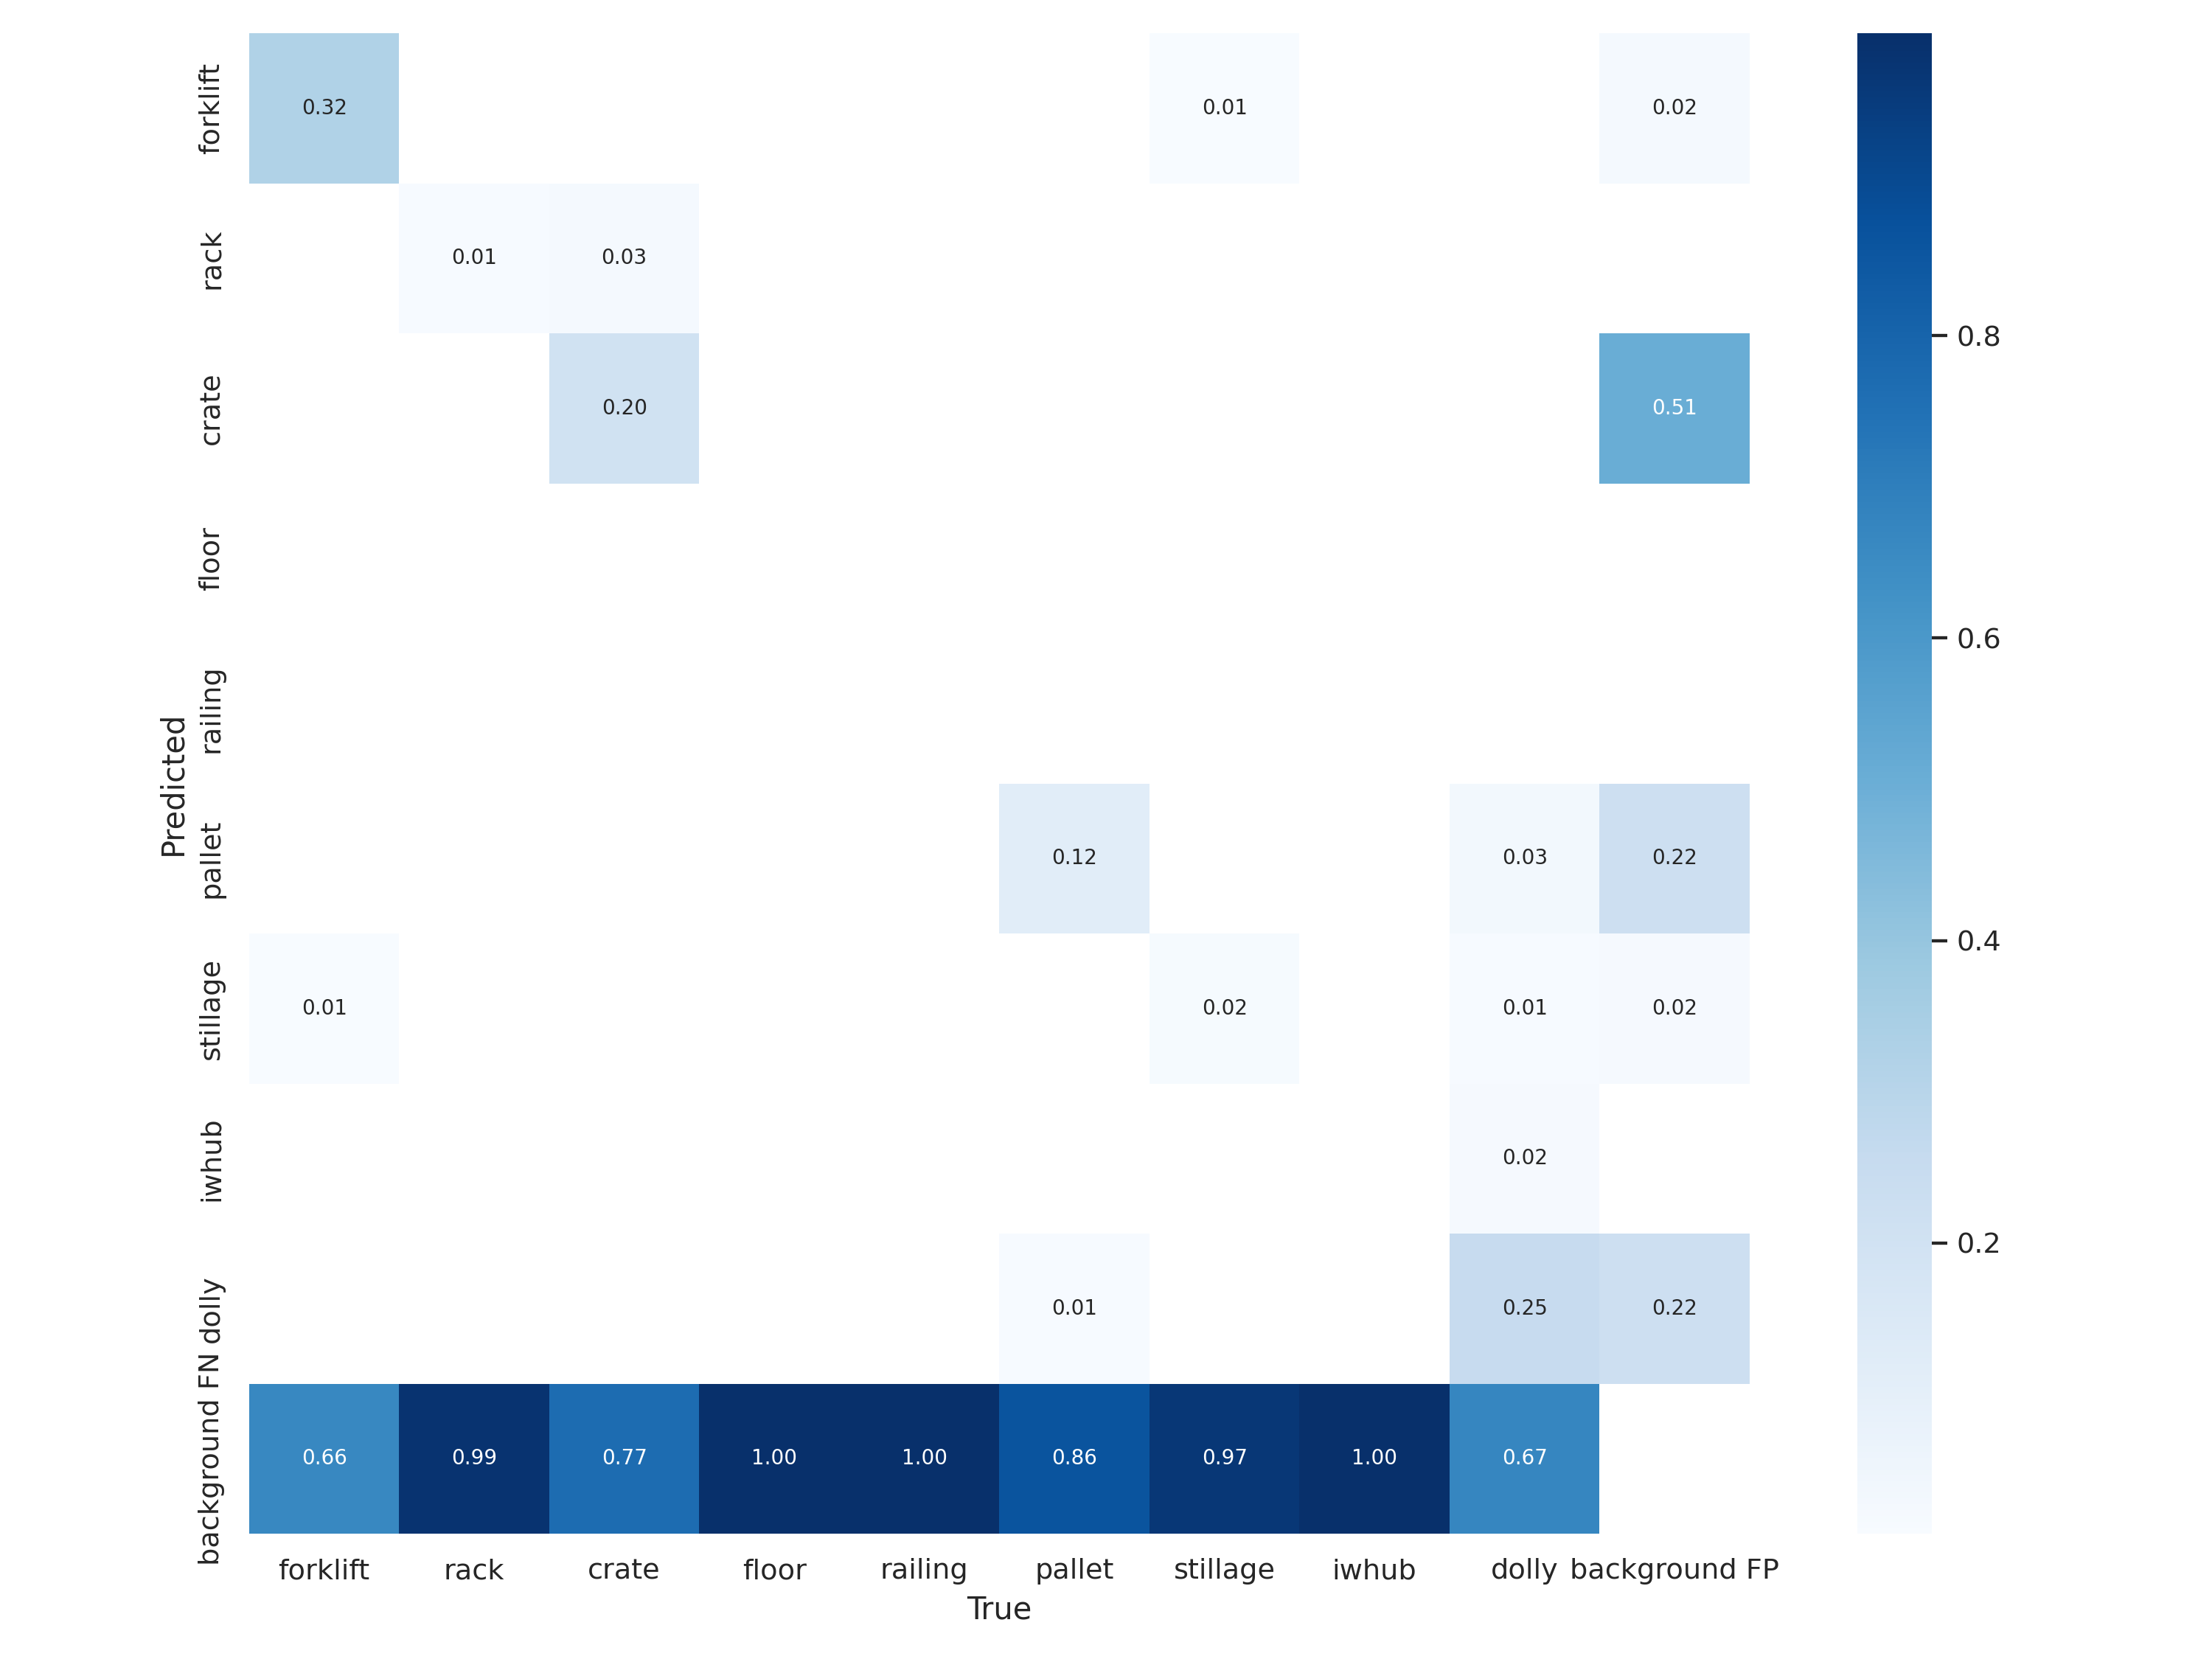 forklift 0.32 0.01 0.02
rack 0.01 0.03
crate 0.20 0.51
floor
railing
pallet 0.12 0.03 0.22
stillage 0.01 0.02 0.01 0.02
iwhub 0.02
dolly 0.01 0.25 0.22
background FN 0.66 0.99 0.77 1.00 1.00 0.86 0.97 1.00 0.67
Predicted
forklift rack crate floor railing pallet stillage iwhub dolly background FP
True
0.8
0.6
0.4
0.2